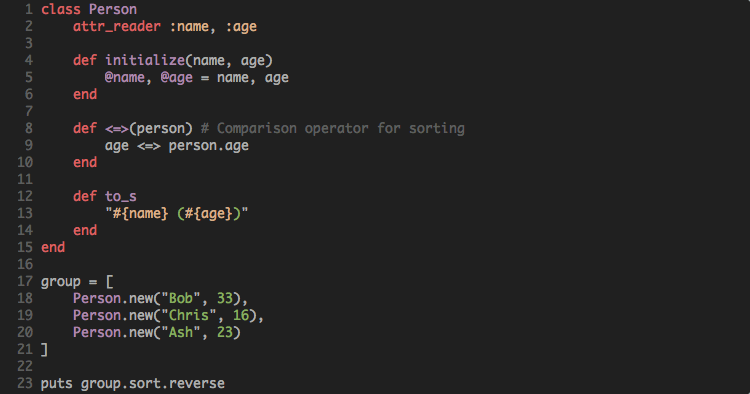 1 class Person
2     attr_reader :name, :age
3
4     def initialize(name, age)
5         @name, @age = name, age
6     end
7
8     def <=>(person) # Comparison operator for sorting
9         age <=> person.age
10     end
11
12     def to_s
13         "#{name} (#{age})"
14     end
15 end
16
17 group = [
18     Person.new("Bob", 33),
19     Person.new("Chris", 16),
20     Person.new("Ash", 23)
21 ]
22
23 puts group.sort.reverse